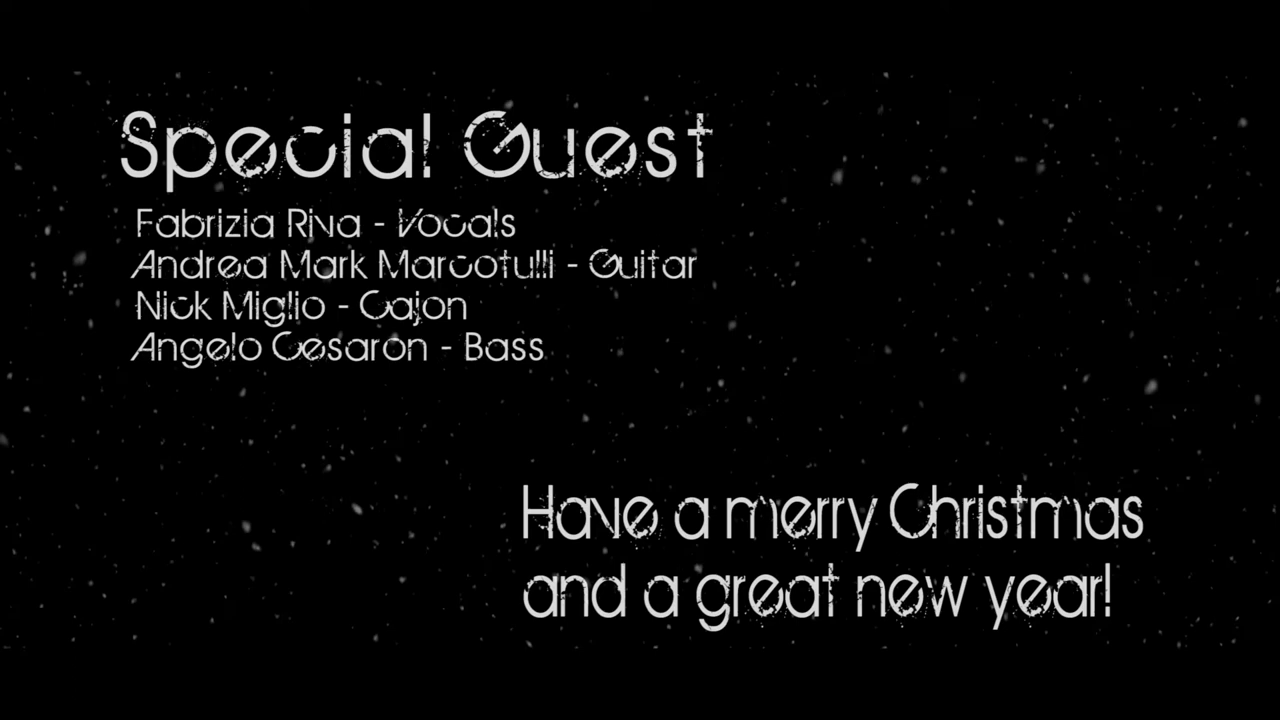 Special Guest
Fabrizia Riva - Vocals
Andrea Mark Marcotulli - Guitar
Nick Miglio - Cajon
Angelo Cesaron - Bass
Have a merry Christmas
and a great new year!